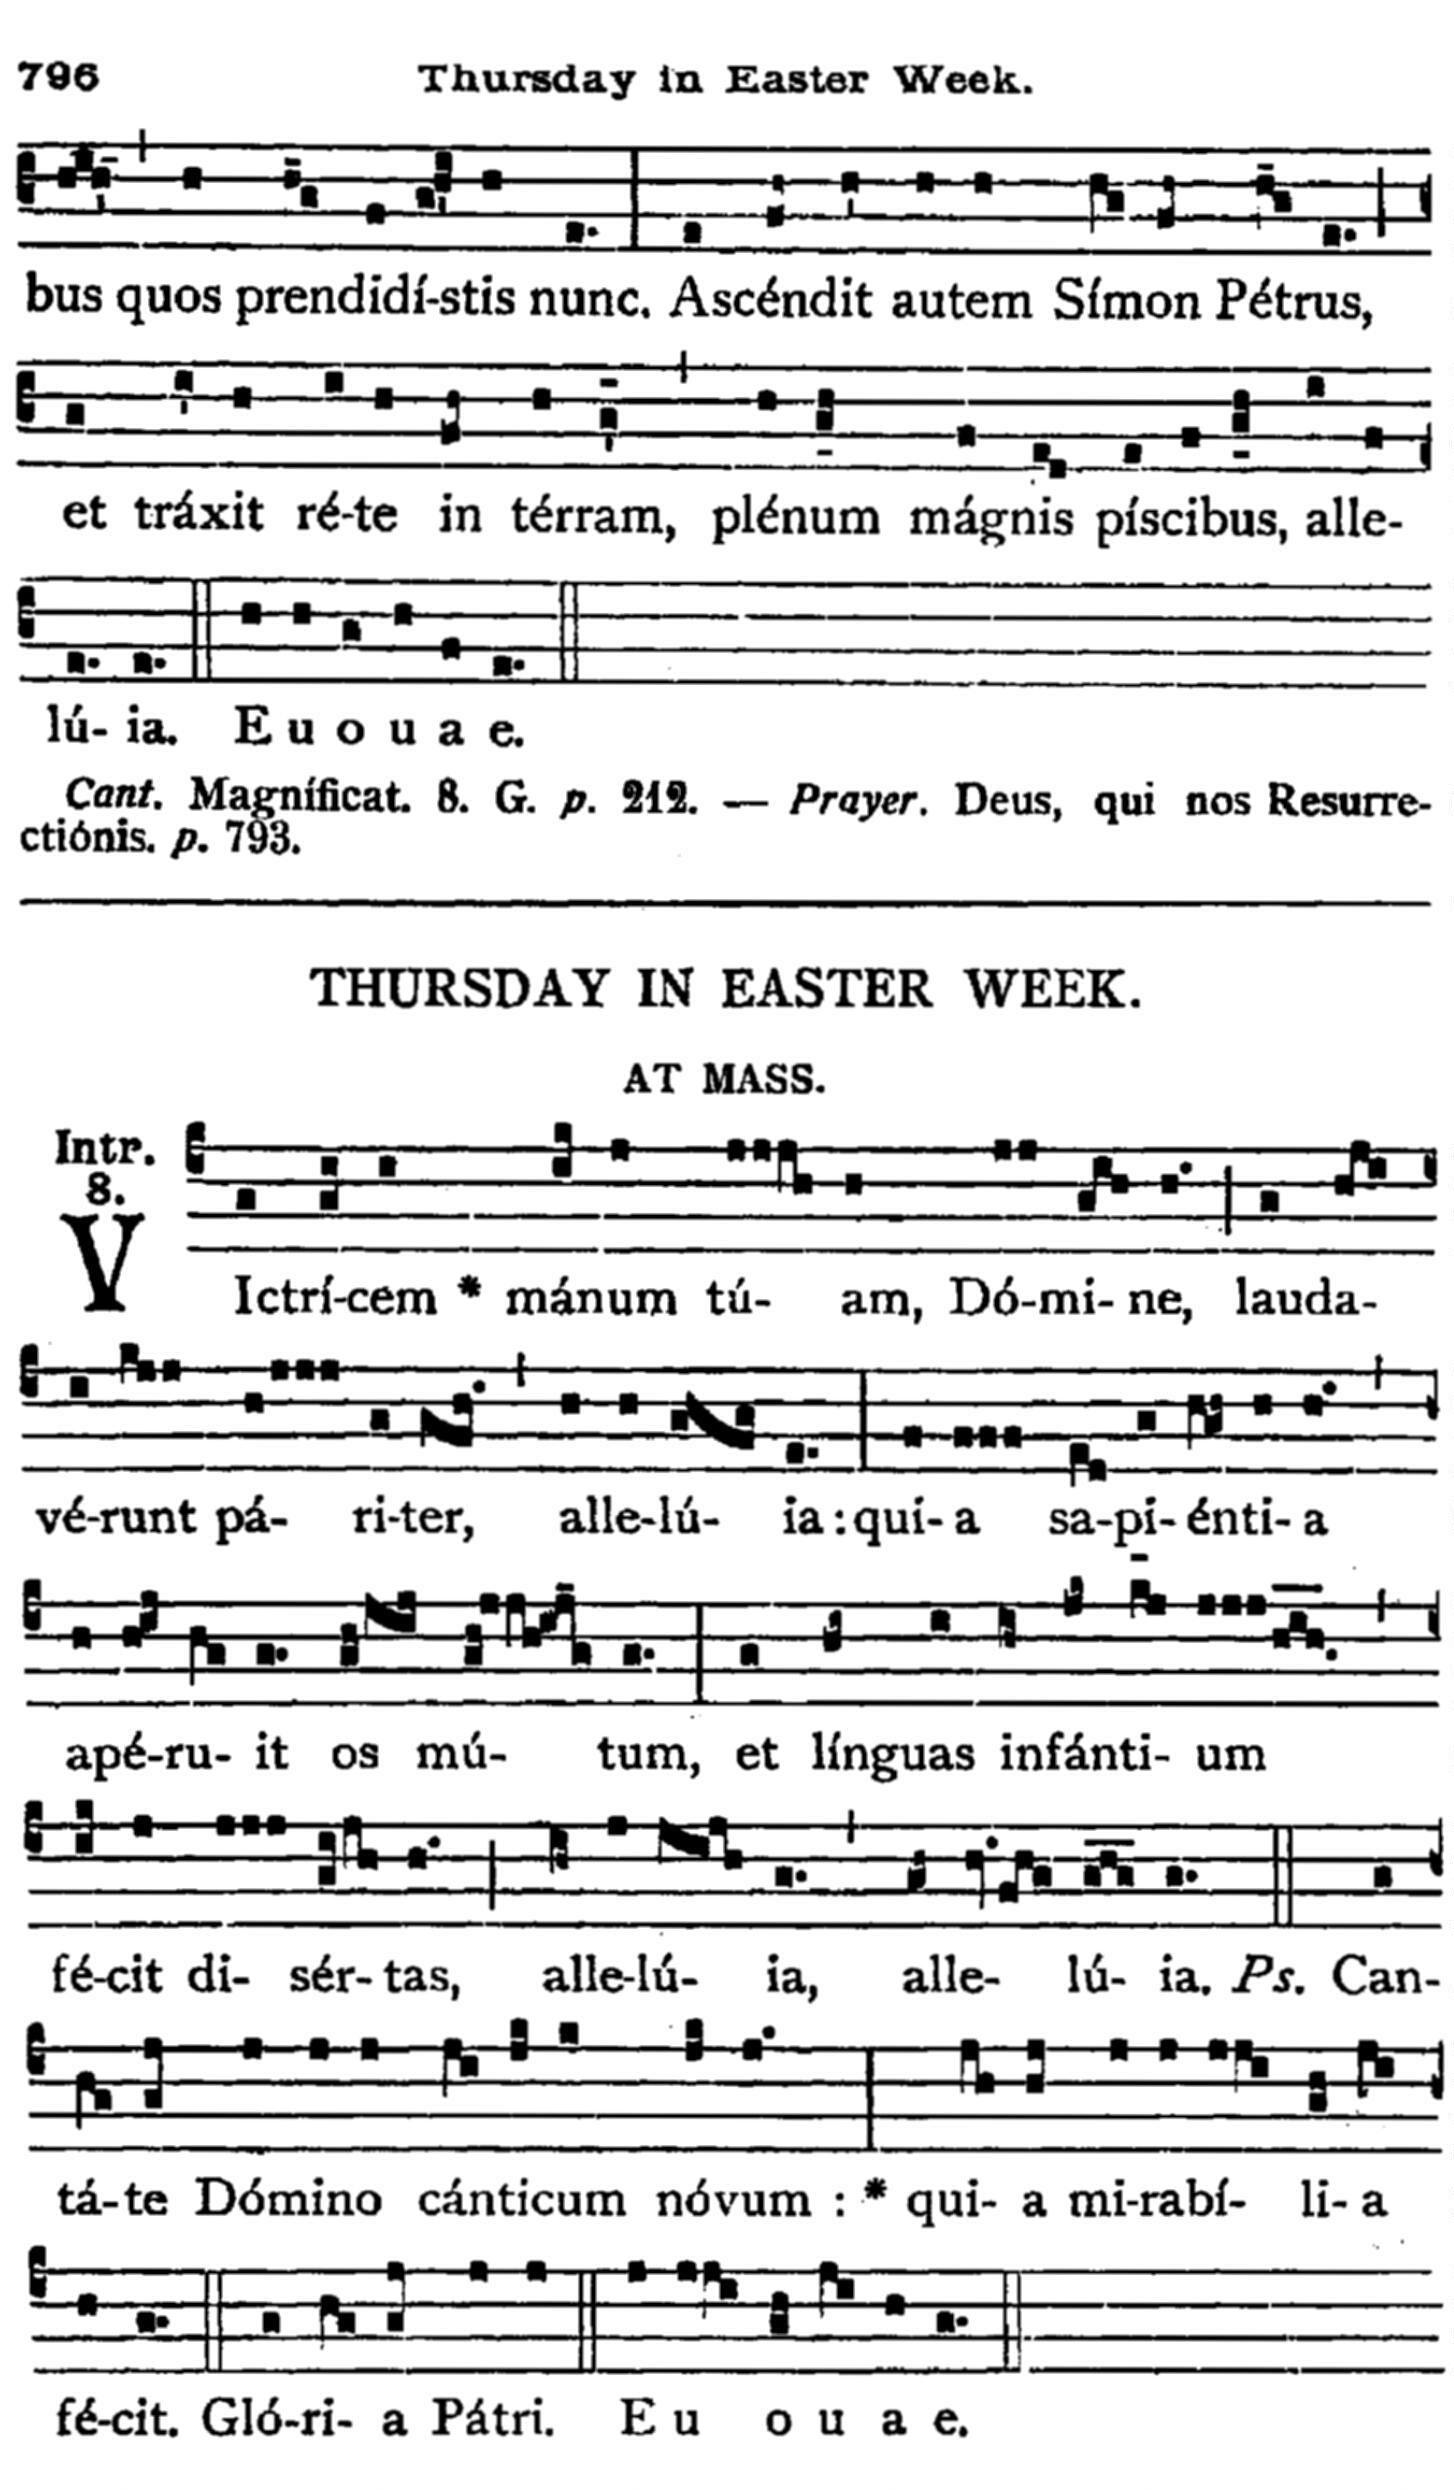 796 Thursday in Easter Week.
bus quos prendidí-stis nunc. Ascéndit autem Símon Pétrus,
et tráxit ré-te in térram, plénum mágnis píscibus, alle-
lú- ia. E u o u a e.
Cant. Magníficat. 8. G. p. 212. — Prayer. Deus, qui nos Resurre-
ctiónis. p. 793.
THURSDAY IN EASTER WEEK.
AT MASS.
Intr.
8.
VIctrí-cem * mánum tú- am, Dó-mi- ne, lauda-
vé-runt pá- ri-ter, alle-lú- ia : qui- a sa-pi- énti- a
apé-ru- it os mú- tum, et línguas infánti- um
fé-cit di- sér- tas, alle-lú- ia, alle- lú- ia. Ps. Can-
tá-te Dómino cánticum nóvum : * qui- a mi-rabí- li- a
fé-cit. Gló-ri- a Pátri. E u o u a e.